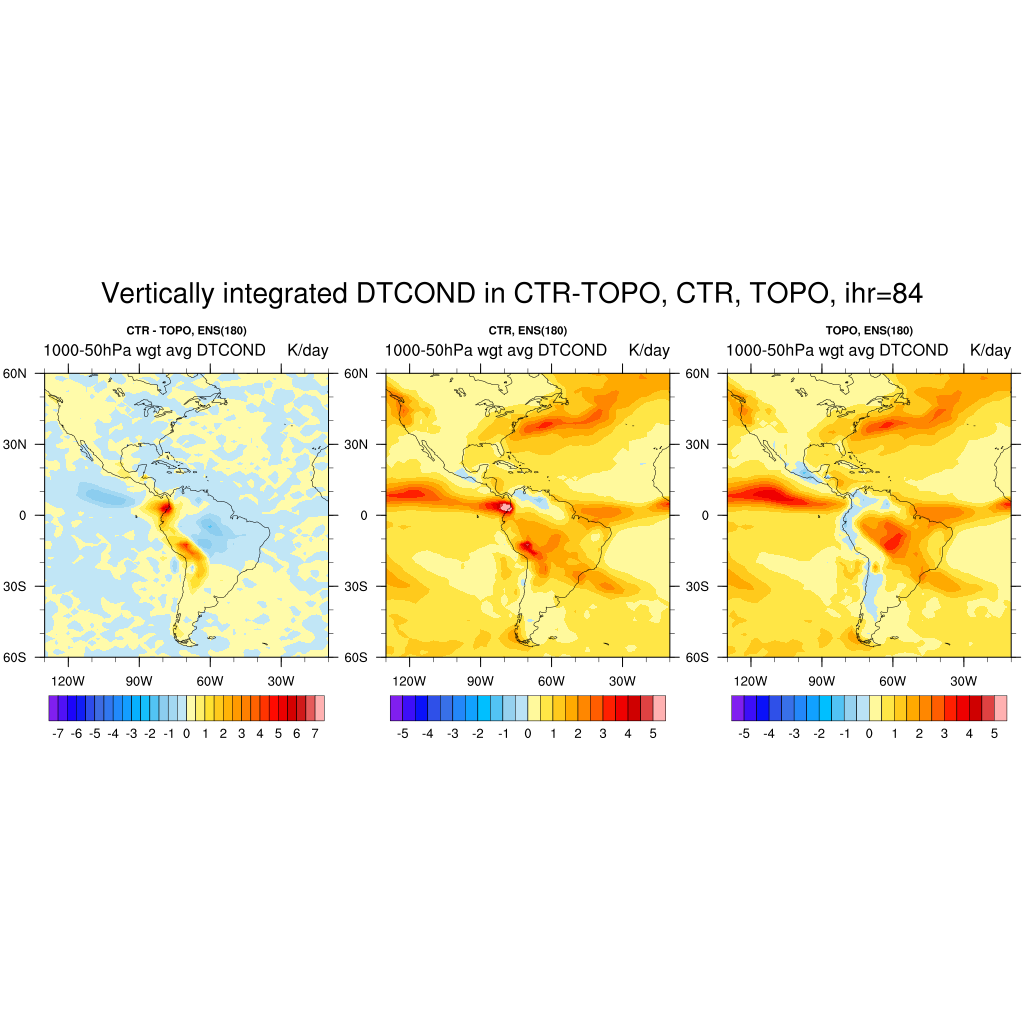 Vertically integrated DTCOND in CTR-TOPO, CTR, TOPO, ihr=84
CTR - TOPO, ENS(180)
1000-50hPa wgt avg DTCOND K/day
60N
30N
0
30S
60S
120W 90W 60W 30W
-7 -6 -5 -4 -3 -2 -1 0 1 2 3 4 5 6 7
CTR, ENS(180)
1000-50hPa wgt avg DTCOND K/day
60N
30N
0
30S
60S
120W 90W 60W 30W
-5 -4 -3 -2 -1 0 1 2 3 4 5
TOPO, ENS(180)
1000-50hPa wgt avg DTCOND K/day
60N
30N
0
30S
60S
120W 90W 60W 30W
-5 -4 -3 -2 -1 0 1 2 3 4 5